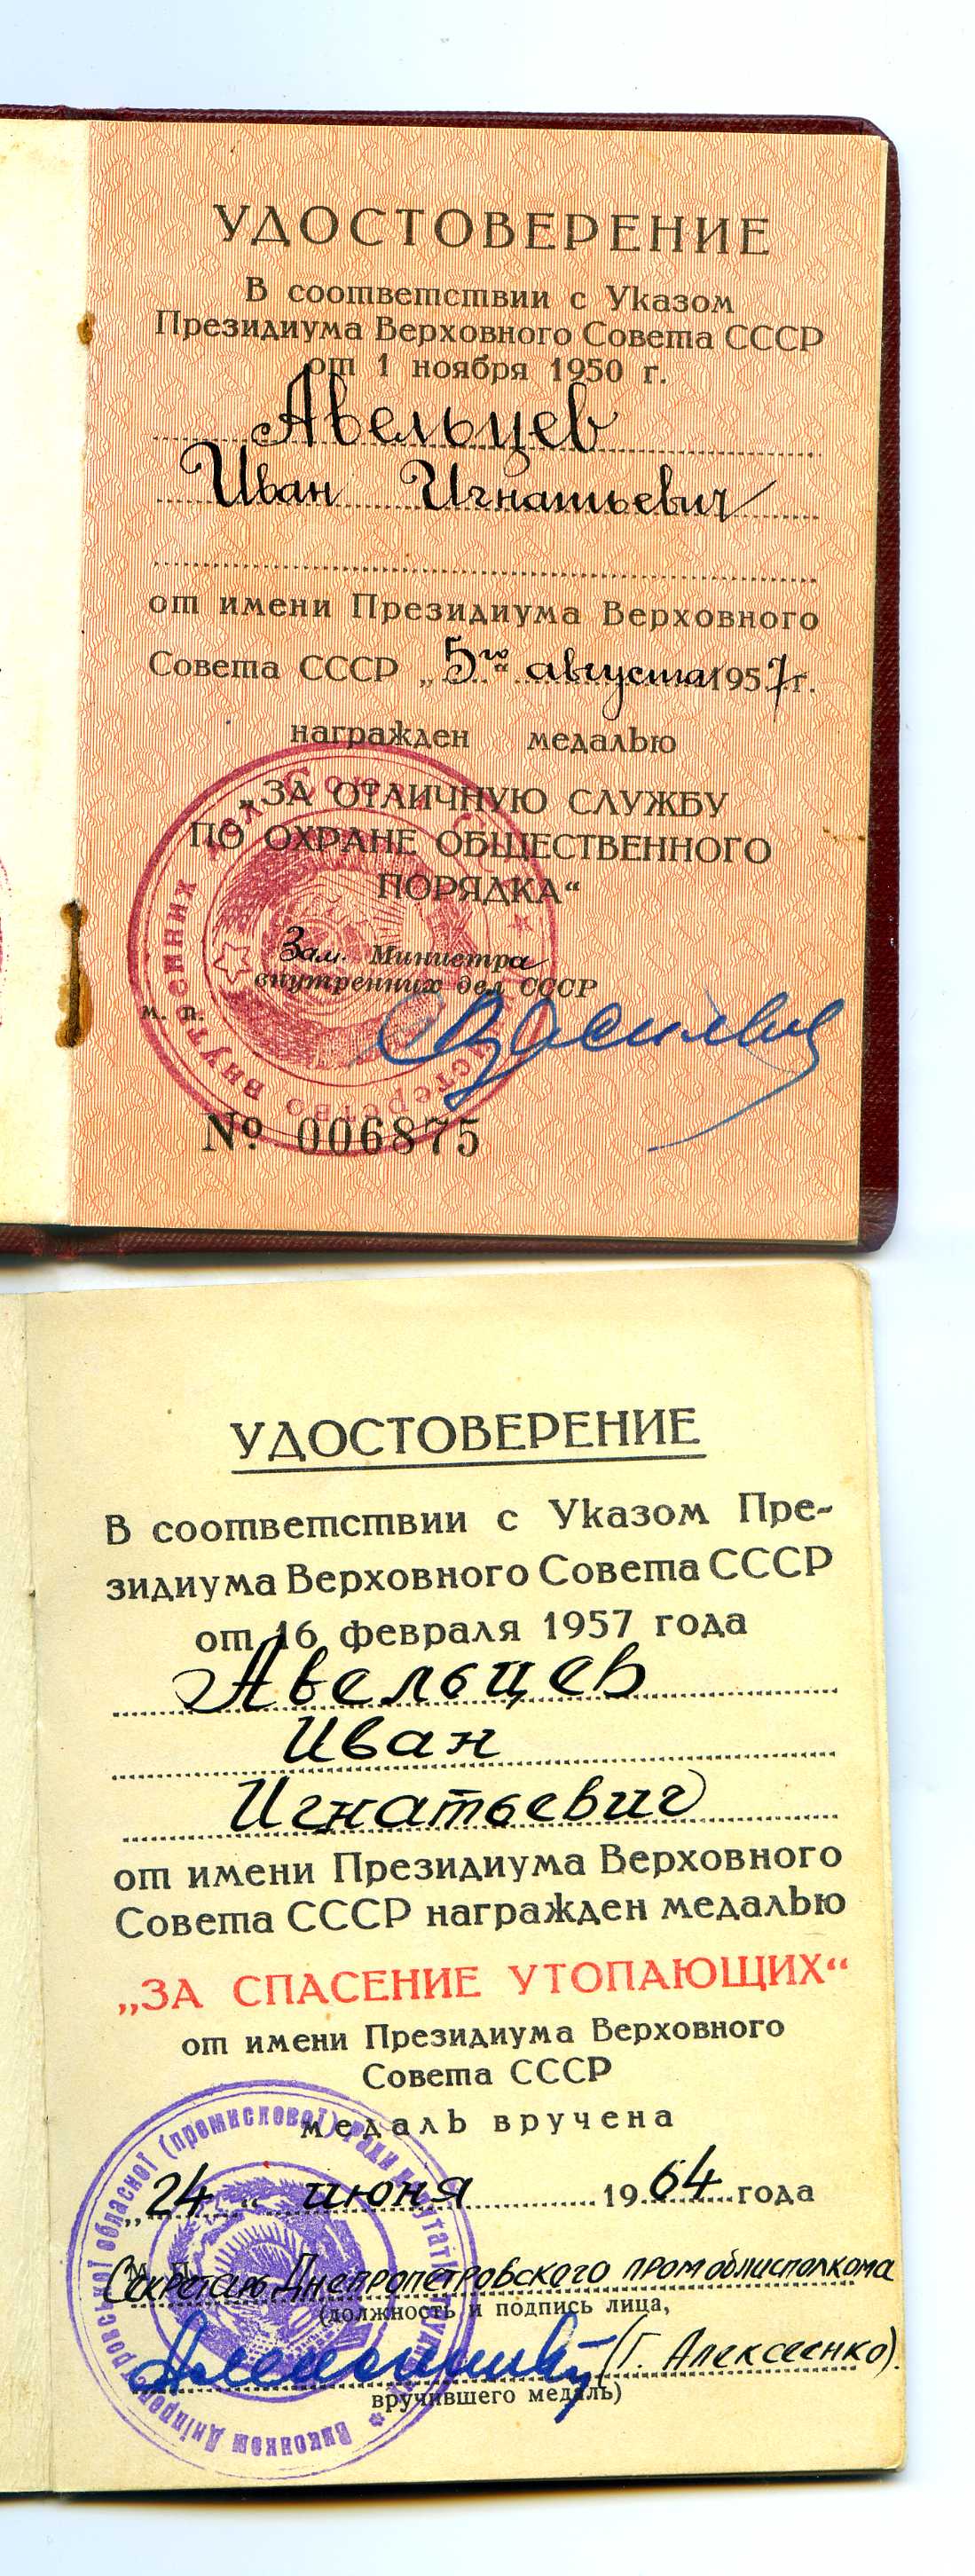 УДОСТОВЕРЕНИЕ
В соответствии с Указом
Президиума Верховного Совета СССР
от 1 ноября 1950 г.
Авельцев
Иван Игнатьевич
от имени Президиума Верховного
Совета СССР „5го“ августа 1957 г.
награжден медалью
„ЗА ОТЛИЧНУЮ СЛУЖБУ
ПО ОХРАНЕ ОБЩЕСТВЕННОГО
ПОРЯДКА“
Зам. Министра
внутренних дел СССР
м. п.
№ 006875
УДОСТОВЕРЕНИЕ
В соответствии с Указом Пре-
зидиума Верховного Совета СССР
от 16 февраля 1957 года
Авельцев
Иван
Игнатьевич
от имени Президиума Верховного
Совета СССР награжден медалью
„ЗА СПАСЕНИЕ УТОПАЮЩИХ“
от имени Президиума Верховного
Совета СССР
медаль вручена
„24“ июня 1964 года
М. П.
Секретарь Днепропетровского промоблисполкома
(должность и подпись лица,
(Г. Алексеенко).
вручившего медаль)